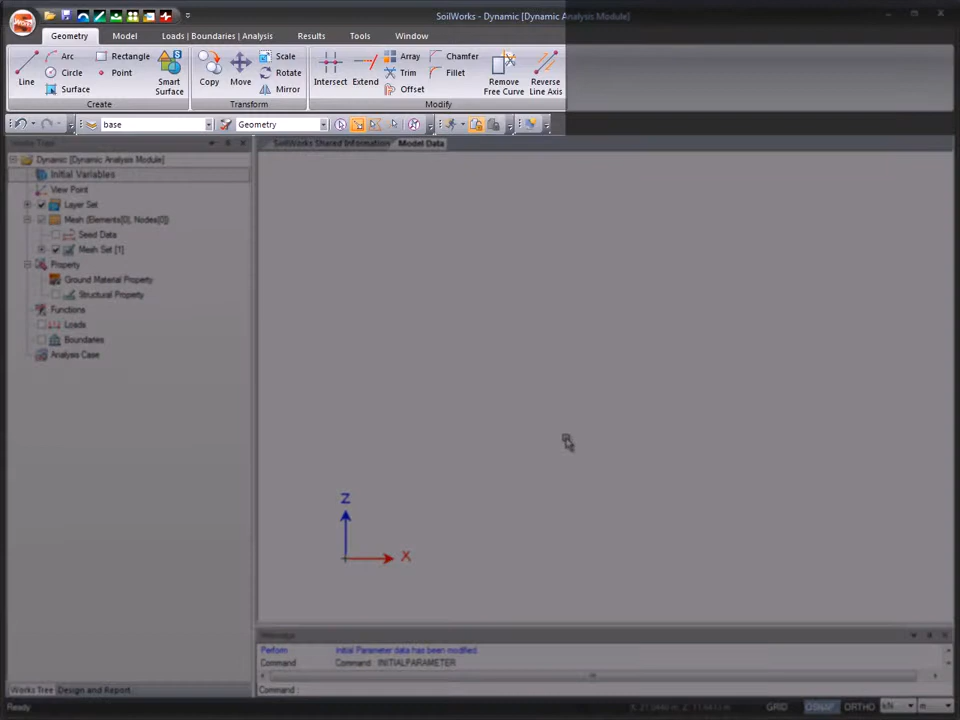 SoilWorks - Dynamic [Dynamic Analysis Module]
Geometry Model Loads | Boundaries | Analysis Results Tools Window
Line Arc Circle Surface Rectangle Point Smart Surface
Create
Copy Move Scale Rotate Mirror
Transform
Intersect Extend Array Trim Offset Chamfer Fillet Remove Free Curve Reverse Line Axis
Modify
base Geometry
Works Tree
SoilWorks Shared Information Model Data
Dynamic [Dynamic Analysis Module]
Initial Variables
View Point
Layer Set
Mesh (Elements[0], Nodes[0])
Seed Data
Mesh Set [1]
Property
Ground Material Property
Structural Property
Functions
Loads
Boundaries
Analysis Case
Z
X
Message
Perform Initial Parameter data has been modified
Command Command : INITIALPARAMETER
Command :
Works Tree Design and Report
Ready GRID OSNAP ORTHO kN m